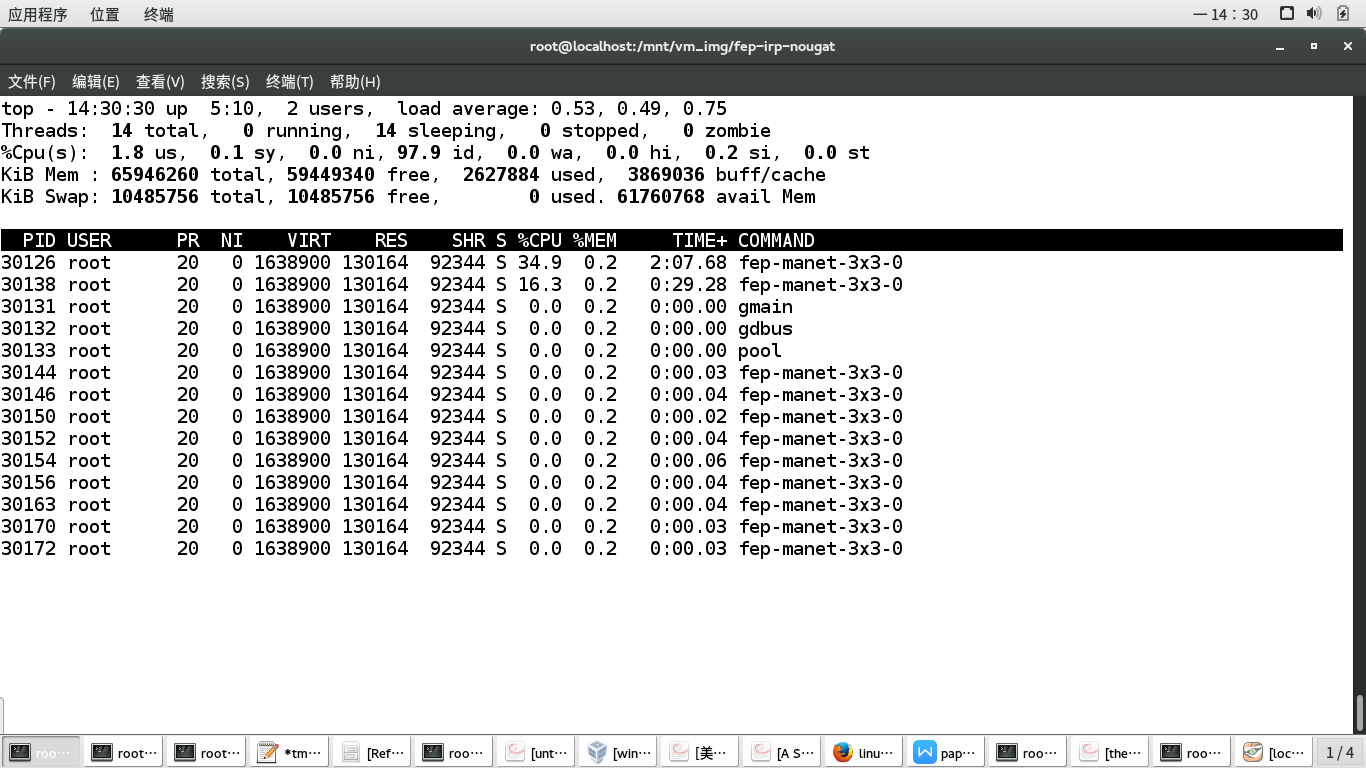 应用程序 位置 终端 一 14：30
root@localhost:/mnt/vm_img/fep-irp-nougat
文件(F) 编辑(E) 查看(V) 搜索(S) 终端(T) 帮助(H)
top - 14:30:30 up  5:10,  2 users,  load average: 0.53, 0.49, 0.75
Threads:  14 total,   0 running,  14 sleeping,   0 stopped,   0 zombie
%Cpu(s):  1.8 us,  0.1 sy,  0.0 ni, 97.9 id,  0.0 wa,  0.0 hi,  0.2 si,  0.0 st
KiB Mem : 65946260 total, 59449340 free,  2627884 used,  3869036 buff/cache
KiB Swap: 10485756 total, 10485756 free,        0 used. 61760768 avail Mem
PID USER      PR  NI    VIRT    RES    SHR S %CPU %MEM     TIME+ COMMAND
30126 root      20   0 1638900 130164  92344 S 34.9  0.2   2:07.68 fep-manet-3x3-0
30138 root      20   0 1638900 130164  92344 S 16.3  0.2   0:29.28 fep-manet-3x3-0
30131 root      20   0 1638900 130164  92344 S  0.0  0.2   0:00.00 gmain
30132 root      20   0 1638900 130164  92344 S  0.0  0.2   0:00.00 gdbus
30133 root      20   0 1638900 130164  92344 S  0.0  0.2   0:00.00 pool
30144 root      20   0 1638900 130164  92344 S  0.0  0.2   0:00.03 fep-manet-3x3-0
30146 root      20   0 1638900 130164  92344 S  0.0  0.2   0:00.04 fep-manet-3x3-0
30150 root      20   0 1638900 130164  92344 S  0.0  0.2   0:00.02 fep-manet-3x3-0
30152 root      20   0 1638900 130164  92344 S  0.0  0.2   0:00.04 fep-manet-3x3-0
30154 root      20   0 1638900 130164  92344 S  0.0  0.2   0:00.06 fep-manet-3x3-0
30156 root      20   0 1638900 130164  92344 S  0.0  0.2   0:00.04 fep-manet-3x3-0
30163 root      20   0 1638900 130164  92344 S  0.0  0.2   0:00.04 fep-manet-3x3-0
30170 root      20   0 1638900 130164  92344 S  0.0  0.2   0:00.03 fep-manet-3x3-0
30172 root      20   0 1638900 130164  92344 S  0.0  0.2   0:00.03 fep-manet-3x3-0
roo… root… root… *tm… [Ref… roo… [unt… [win… [美… [A S… linu… pap… roo… [the… roo… [loc… 1 / 4